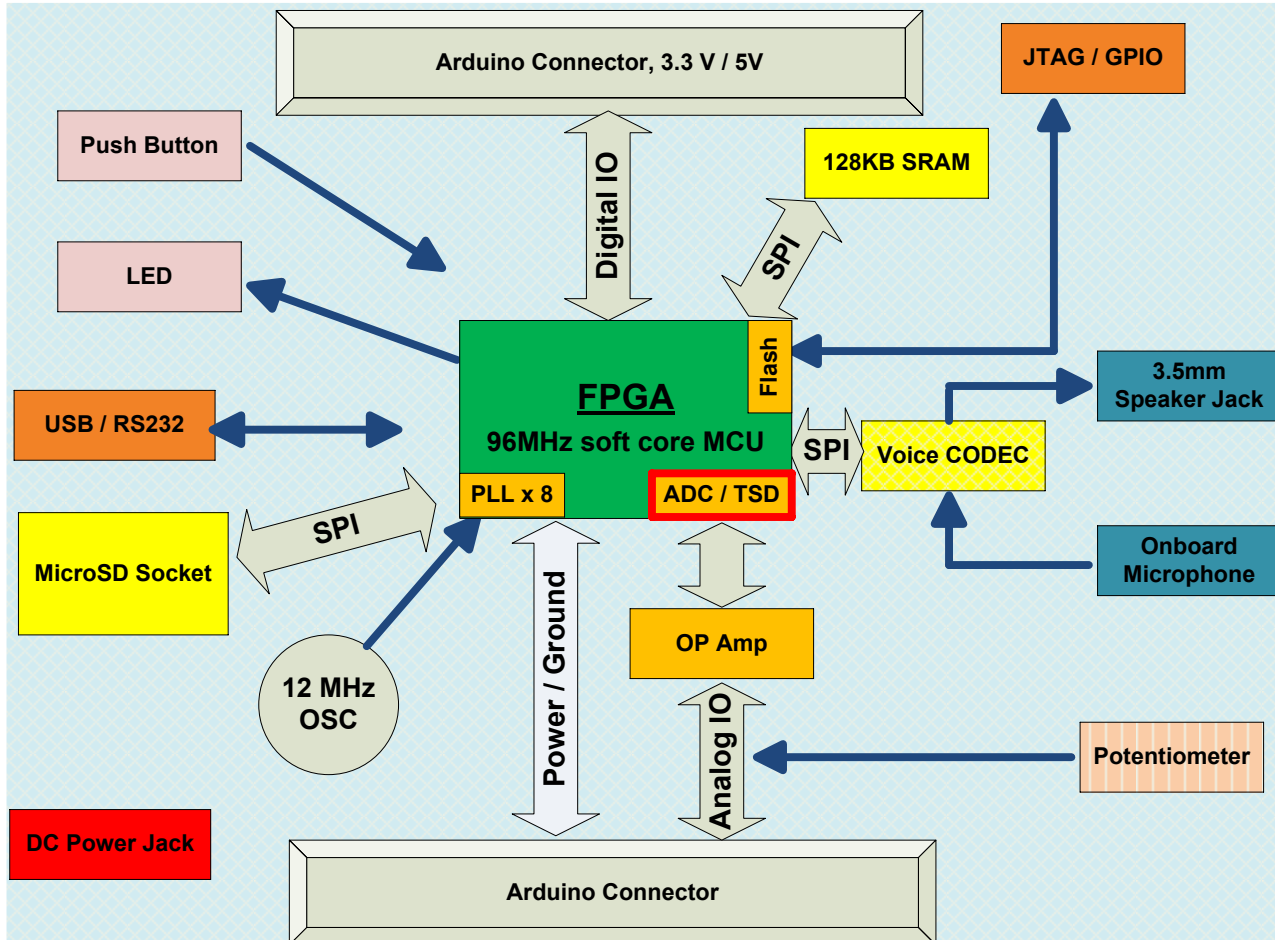 Arduino Connector, 3.3 V / 5V
JTAG / GPIO
Push Button
128KB SRAM
Digital IO
SPI
LED
Flash
FPGA
96MHz soft core MCU
3.5mm
Speaker Jack
USB / RS232
SPI
Voice CODEC
PLL x 8
ADC / TSD
SPI
MicroSD Socket
Onboard
Microphone
Power / Ground
OP Amp
12 MHz
OSC
Analog IO
Potentiometer
DC Power Jack
Arduino Connector